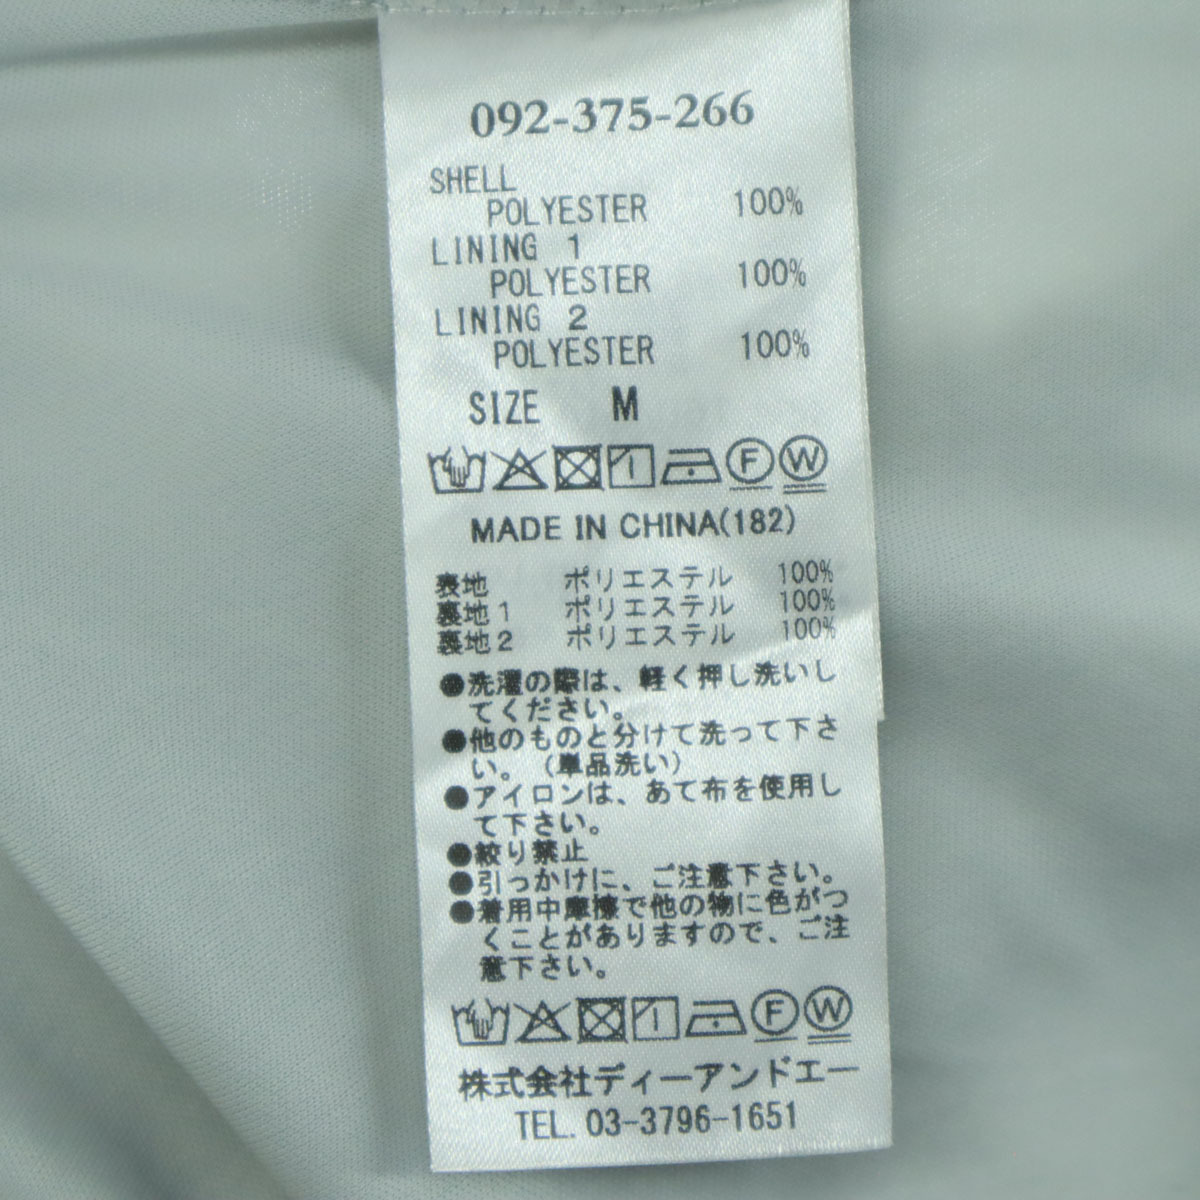 092-375-266
SHELL
POLYESTER 100%
LINING 1
POLYESTER 100%
LINING 2
POLYESTER 100%
SIZE M
F W
MADE IN CHINA(182)
表地 ポリエステル 100%
裏地1 ポリエステル 100%
裏地2 ポリエステル 100%
●洗濯の際は、軽く押し洗いし
てください。
●他のものと分けて洗って下さ
い。(単品洗い)
●アイロンは、あて布を使用し
て下さい。
●絞り禁止
●引っかけに、ご注意下さい。
●着用中摩擦で他の物に色がつ
くことがありますので、ご注
意下さい。
F W
株式会社ディーアンドエー
TEL. 03-3796-1651